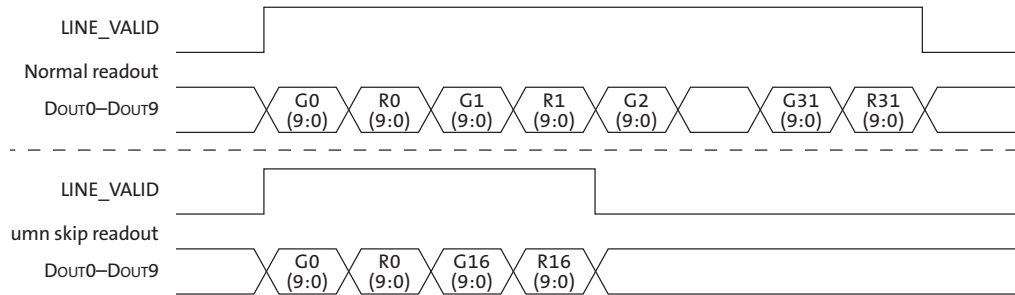 LINE_VALID
Normal readout
DOUT0–DOUT9
G0 (9:0) R0 (9:0) G1 (9:0) R1 (9:0) G2 (9:0) G31 (9:0) R31 (9:0)
LINE_VALID
umn skip readout
DOUT0–DOUT9
G0 (9:0) R0 (9:0) G16 (9:0) R16 (9:0)